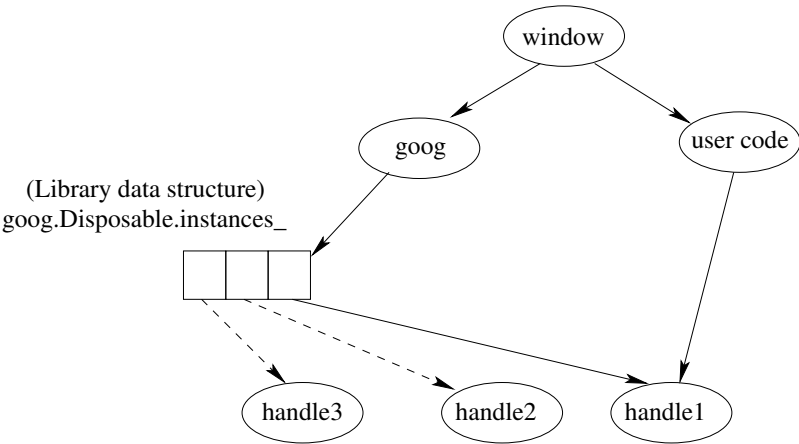 window
goog
user code
(Library data structure)
goog.Disposable.instances_
handle3
handle2
handle1